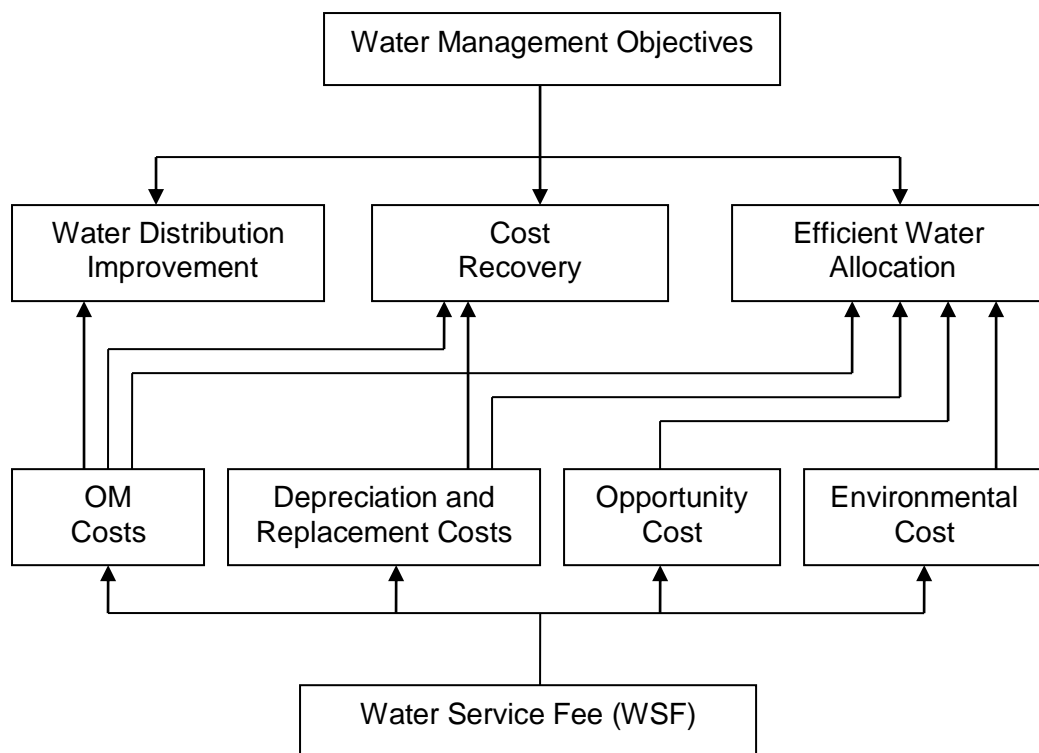 Water Management Objectives
Water Distribution
Improvement
Cost
Recovery
Efficient Water
Allocation
OM
Costs
Depreciation and
Replacement Costs
Opportunity
Cost
Environmental
Cost
Water Service Fee (WSF)